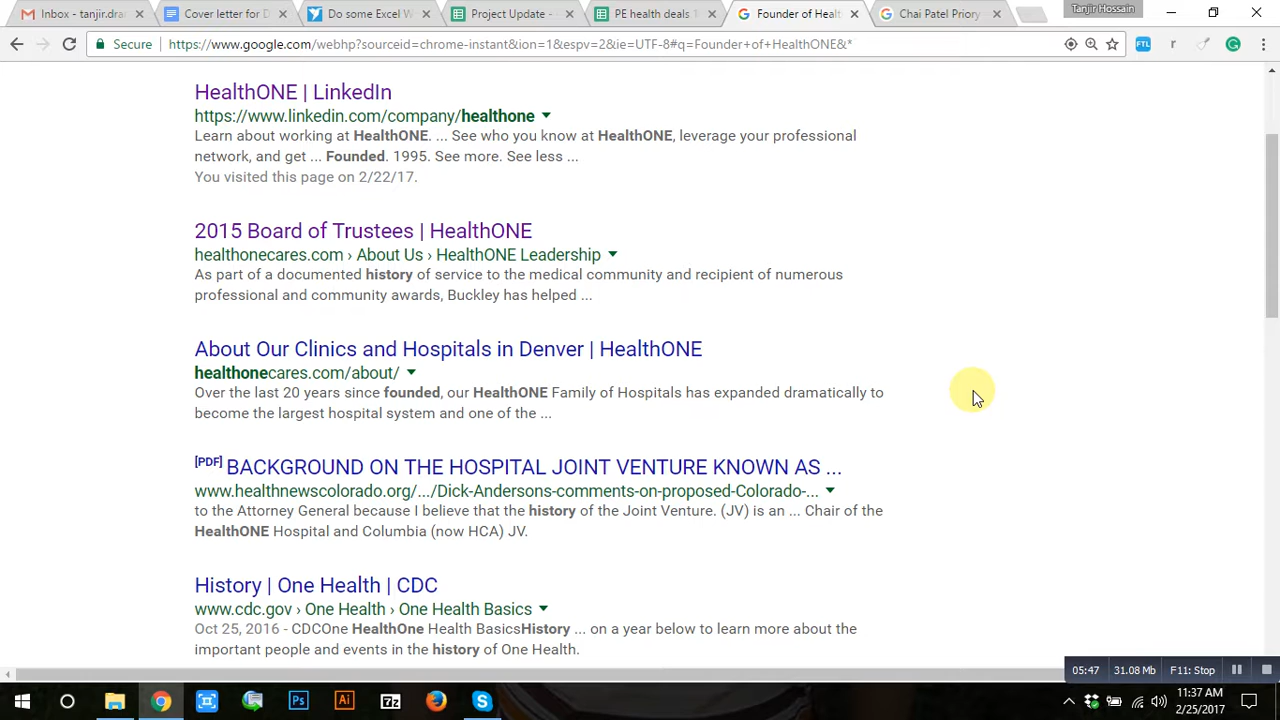 Inbox - tanjir.dra
Cover letter for D
Do some Excel W
Project Update -
PE health deals 1
Founder of Healt
Chai Patel Priory
Tanjir Hossain
Secure
https://www.google.com/webhp?sourceid=chrome-instant&ion=1&espv=2&ie=UTF-8#q=Founder+of+HealthONE&*
FTL
r
HealthONE | LinkedIn
https://www.linkedin.com/company/healthone
Learn about working at HealthONE. ... See who you know at HealthONE, leverage your professional
network, and get ... Founded. 1995. See more. See less ...
You visited this page on 2/22/17.
2015 Board of Trustees | HealthONE
healthonecares.com › About Us › HealthONE Leadership
As part of a documented history of service to the medical community and recipient of numerous
professional and community awards, Buckley has helped ...
About Our Clinics and Hospitals in Denver | HealthONE
healthonecares.com/about/
Over the last 20 years since founded, our HealthONE Family of Hospitals has expanded dramatically to
become the largest hospital system and one of the ...
[PDF] BACKGROUND ON THE HOSPITAL JOINT VENTURE KNOWN AS ...
www.healthnewscolorado.org/.../Dick-Andersons-comments-on-proposed-Colorado-...
to the Attorney General because I believe that the history of the Joint Venture. (JV) is an ... Chair of the
HealthONE Hospital and Columbia (now HCA) JV.
History | One Health | CDC
www.cdc.gov › One Health › One Health Basics
Oct 25, 2016 - CDCOne HealthOne Health BasicsHistory ... on a year below to learn more about the
important people and events in the history of One Health.
05:47
31.08 Mb
F11: Stop
Ps
Ai
7z
11:37 AM
2/25/2017